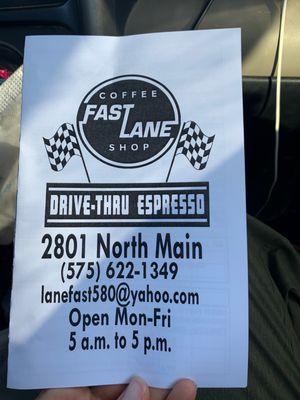 COFFEE
FAST LANE
SHOP
DRIVE-THRU ESPRESSO
2801 North Main
(575) 622-1349
lanefast580@yahoo.com
Open Mon-Fri
5 a.m. to 5 p.m.